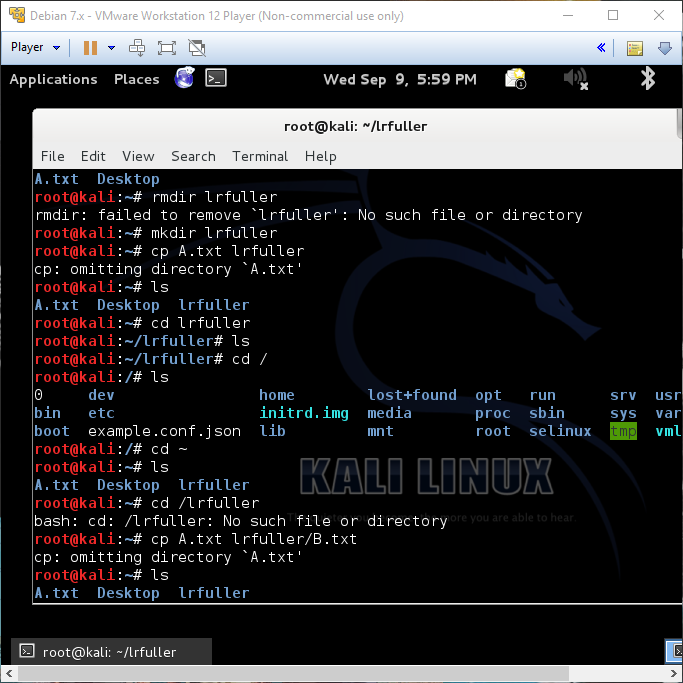 Debian 7.x - VMware Workstation 12 Player (Non-commercial use only)
Player
Applications Places Wed Sep 9, 5:59 PM 1
root@kali: ~/lrfuller
File Edit View Search Terminal Help
A.txt Desktop
root@kali:~# rmdir lrfuller
rmdir: failed to remove `lrfuller': No such file or directory
root@kali:~# mkdir lrfuller
root@kali:~# cp A.txt lrfuller
cp: omitting directory `A.txt'
root@kali:~# ls
A.txt Desktop lrfuller
root@kali:~# cd lrfuller
root@kali:~/lrfuller# ls
root@kali:~/lrfuller# cd /
root@kali:/# ls
0 dev home lost+found opt run srv usr
bin etc initrd.img media proc sbin sys var
boot example.conf.json lib mnt root selinux tmp vml
root@kali:/# cd ~
root@kali:~# ls
A.txt Desktop lrfuller
root@kali:~# cd /lrfuller
bash: cd: /lrfuller: No such file or directory
root@kali:~# cp A.txt lrfuller/B.txt
cp: omitting directory `A.txt'
root@kali:~# ls
A.txt Desktop lrfuller
KALI LINUX
the more you are able to hear.
root@kali: ~/lrfuller